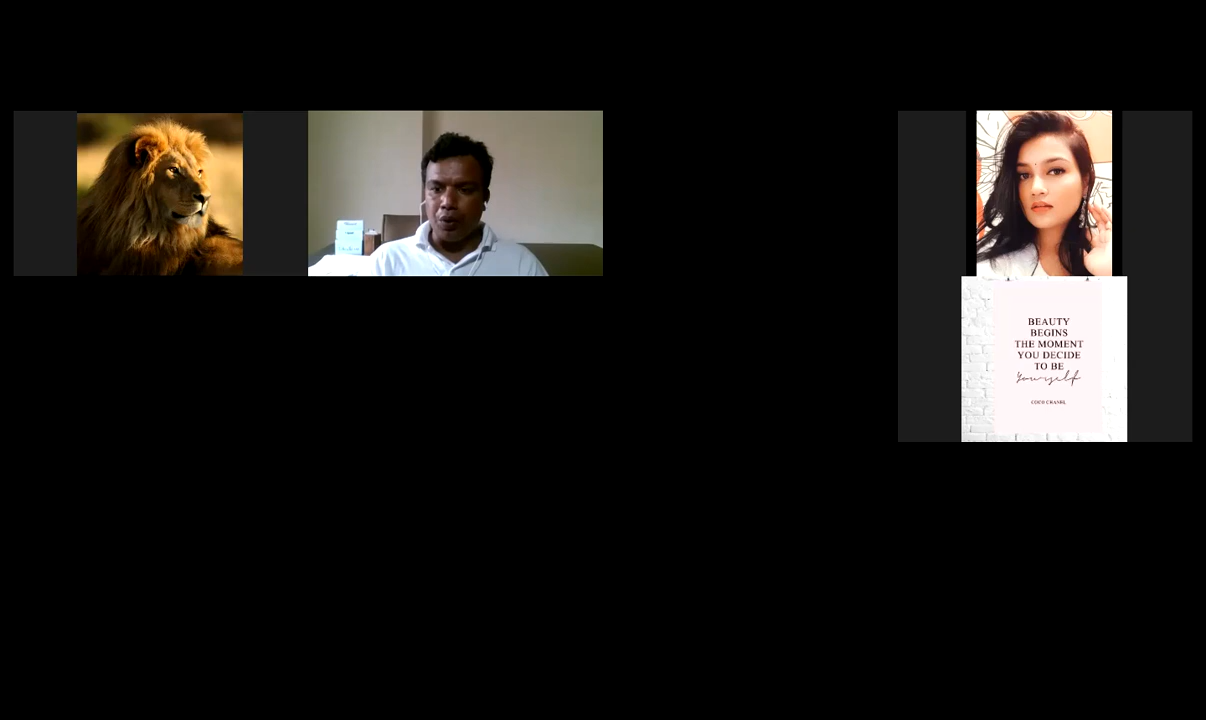 BEAUTY
BEGINS
THE MOMENT
YOU DECIDE
TO BE
Yourself
COCO CHANEL